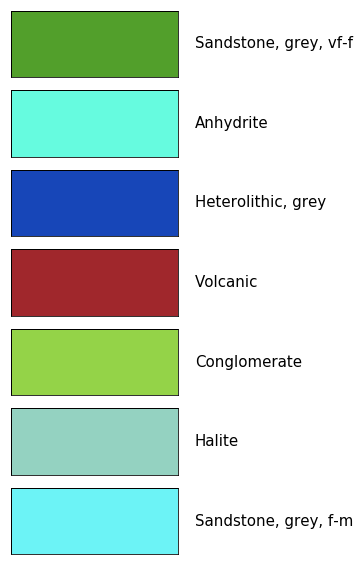 Sandstone, grey, vf-f
Anhydrite
Heterolithic, grey
Volcanic
Conglomerate
Halite
Sandstone, grey, f-m